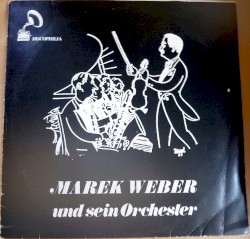 DISCOPHILIA
MAREK WEBER
und sein Orchester